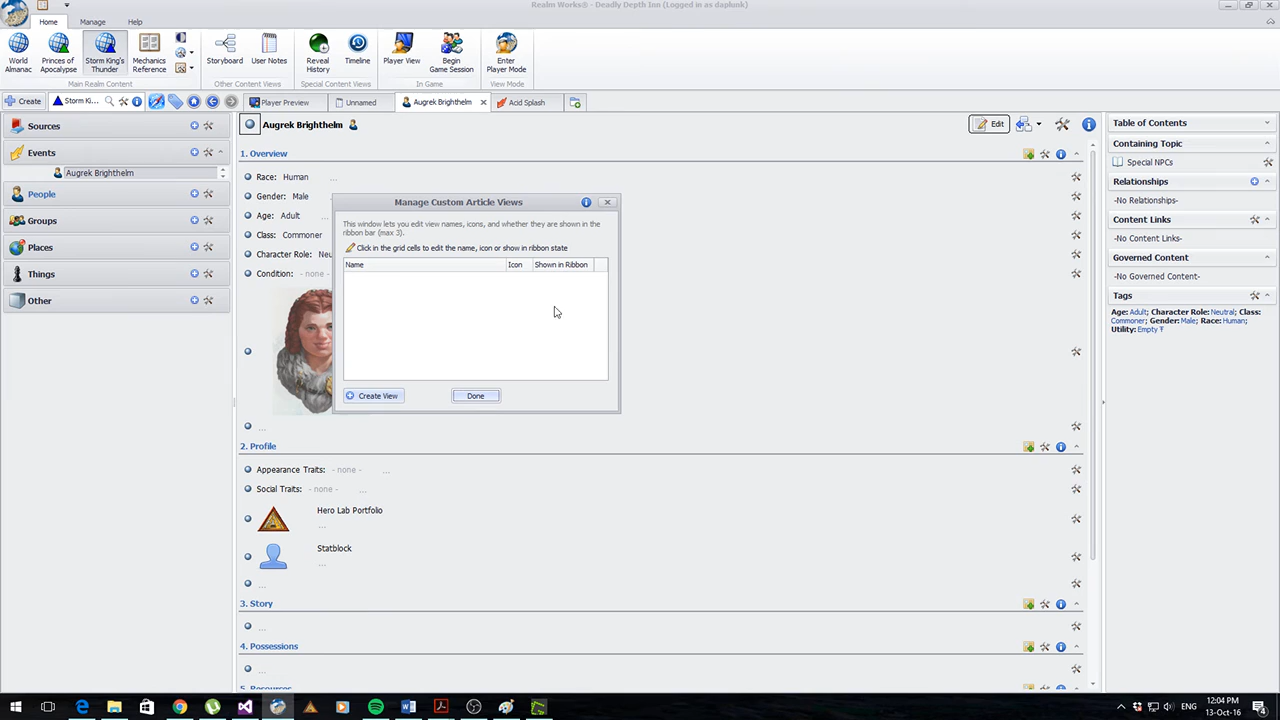 Realm Works® - Deadly Depth Inn (Logged in as daplunk)
Home Manage Help
World Almanac
Princes of Apocalypse
Storm King's Thunder
Mechanics Reference
Storyboard
User Notes
Reveal History
Timeline
Player View
Begin Game Session
Enter Player Mode
Main Realm Content Other Content Views Special Content Views In Game View Mode
Create Storm Ki... Player Preview Unnamed Augrek Brighthelm Acid Splash
Sources
Events
Augrek Brighthelm
People
Groups
Places
Things
Other
Augrek Brighthelm
Edit
1. Overview
Race: Human ...
Gender: Male
Age: Adult ...
Class: Commoner
Character Role: Neu
Condition: - none -
...
2. Profile
Appearance Traits: - none - ...
Social Traits: - none - ...
Hero Lab Portfolio
...
Statblock
...
...
3. Story
...
4. Possessions
...
5. Resources
Manage Custom Article Views
This window lets you edit view names, icons, and whether they are shown in the
ribbon bar (max 3).
Click in the grid cells to edit the name, icon or show in ribbon state
Name Icon Shown in Ribbon
Create View Done
Table of Contents
Containing Topic
Special NPCs
Relationships
-No Relationships-
Content Links
-No Content Links-
Governed Content
-No Governed Content-
Tags
Age: Adult; Character Role: Neutral; Class:
Commoner; Gender: Male; Race: Human;
Utility: Empty Ŧ
12:04 PM
13-Oct-16